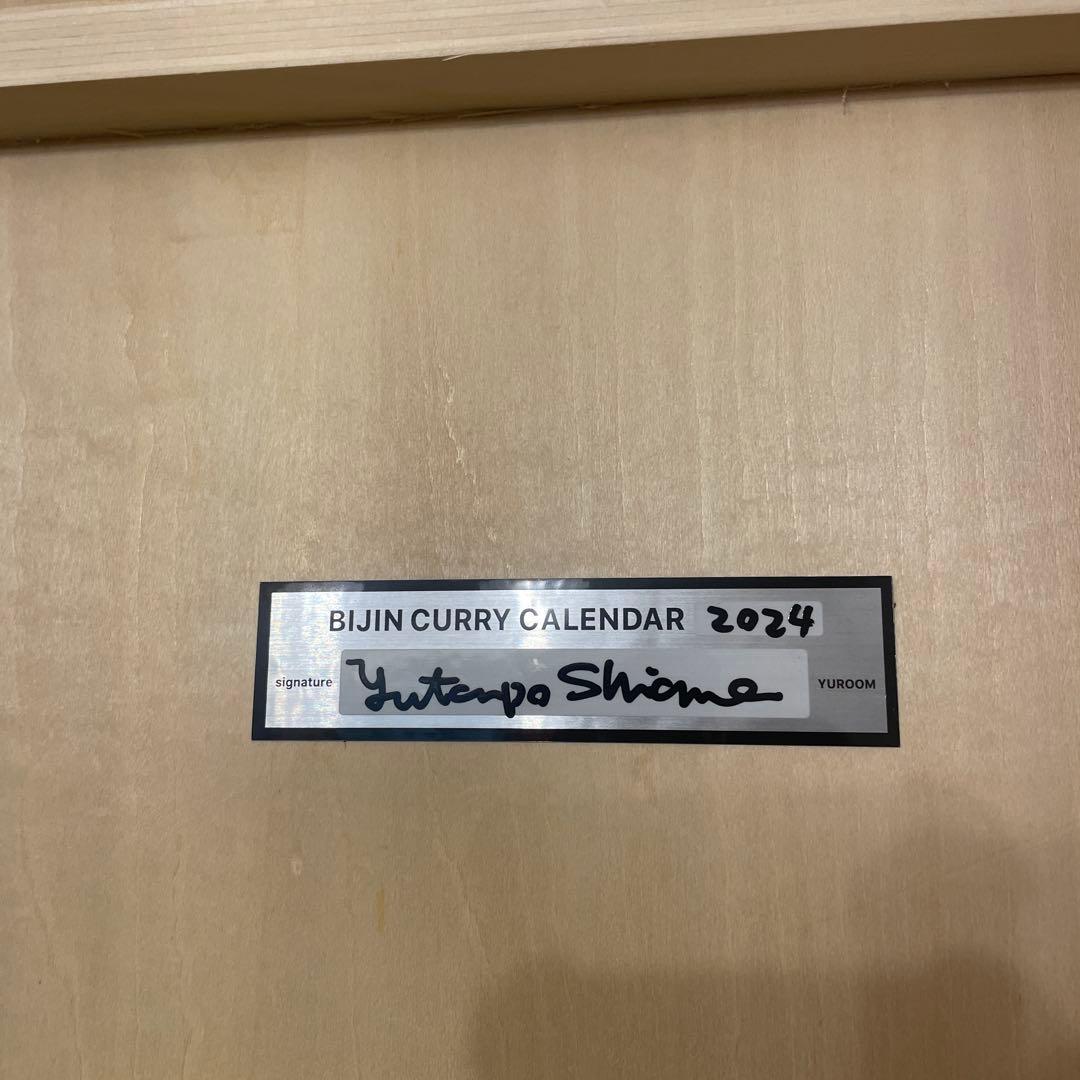 BIJIN CURRY CALENDAR 2024
signature Yutanpo Shiome YUROOM